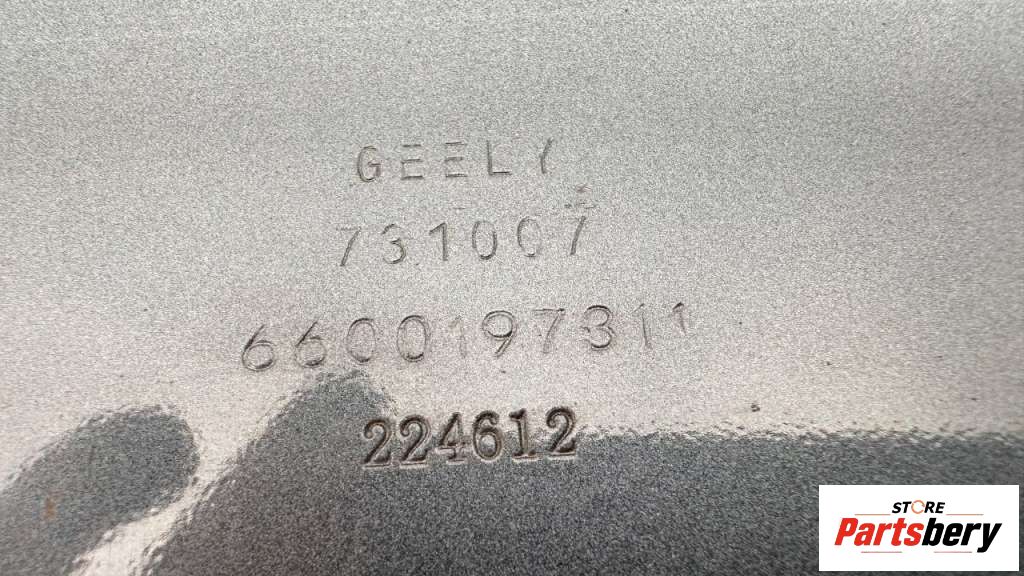 GEELY
731007
6600197311
224612
STORE
Partsbery